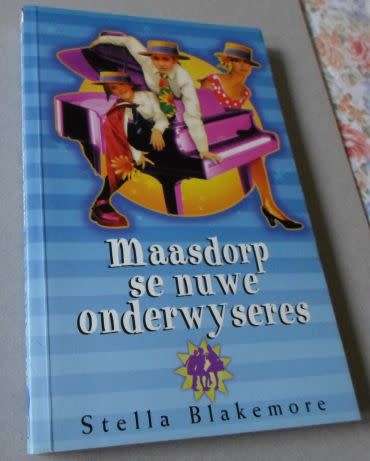 Maasdorp
se nuwe
onderwyseres
Stella Blakemore